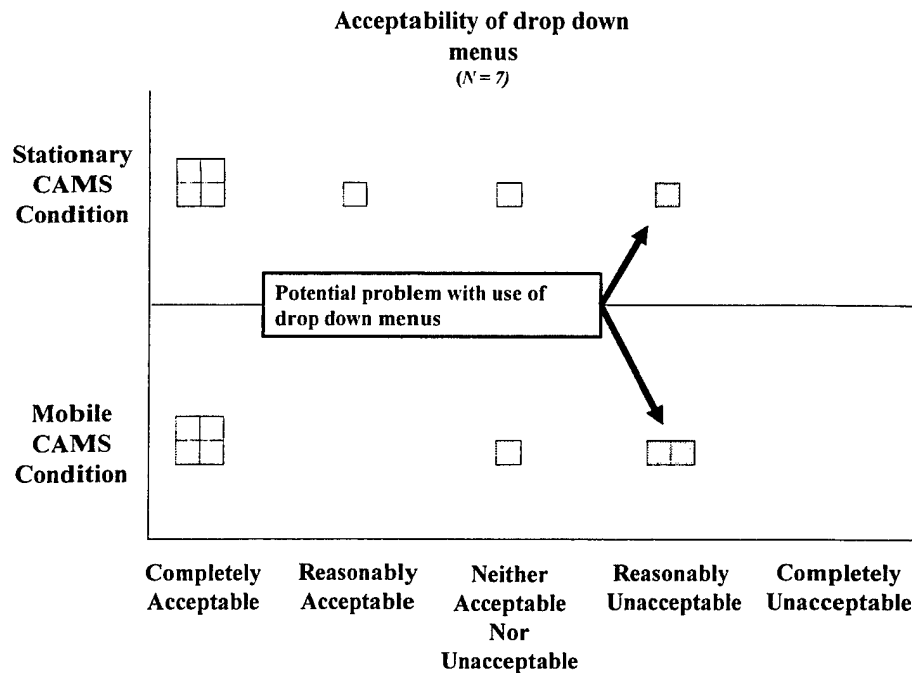 Acceptability of drop down
menus
(N = 7)
Stationary
CAMS
Condition
Potential problem with use of
drop down menus
Mobile
CAMS
Condition
Completely
Acceptable
Reasonably
Acceptable
Neither
Acceptable
Nor
Unacceptable
Reasonably
Unacceptable
Completely
Unacceptable